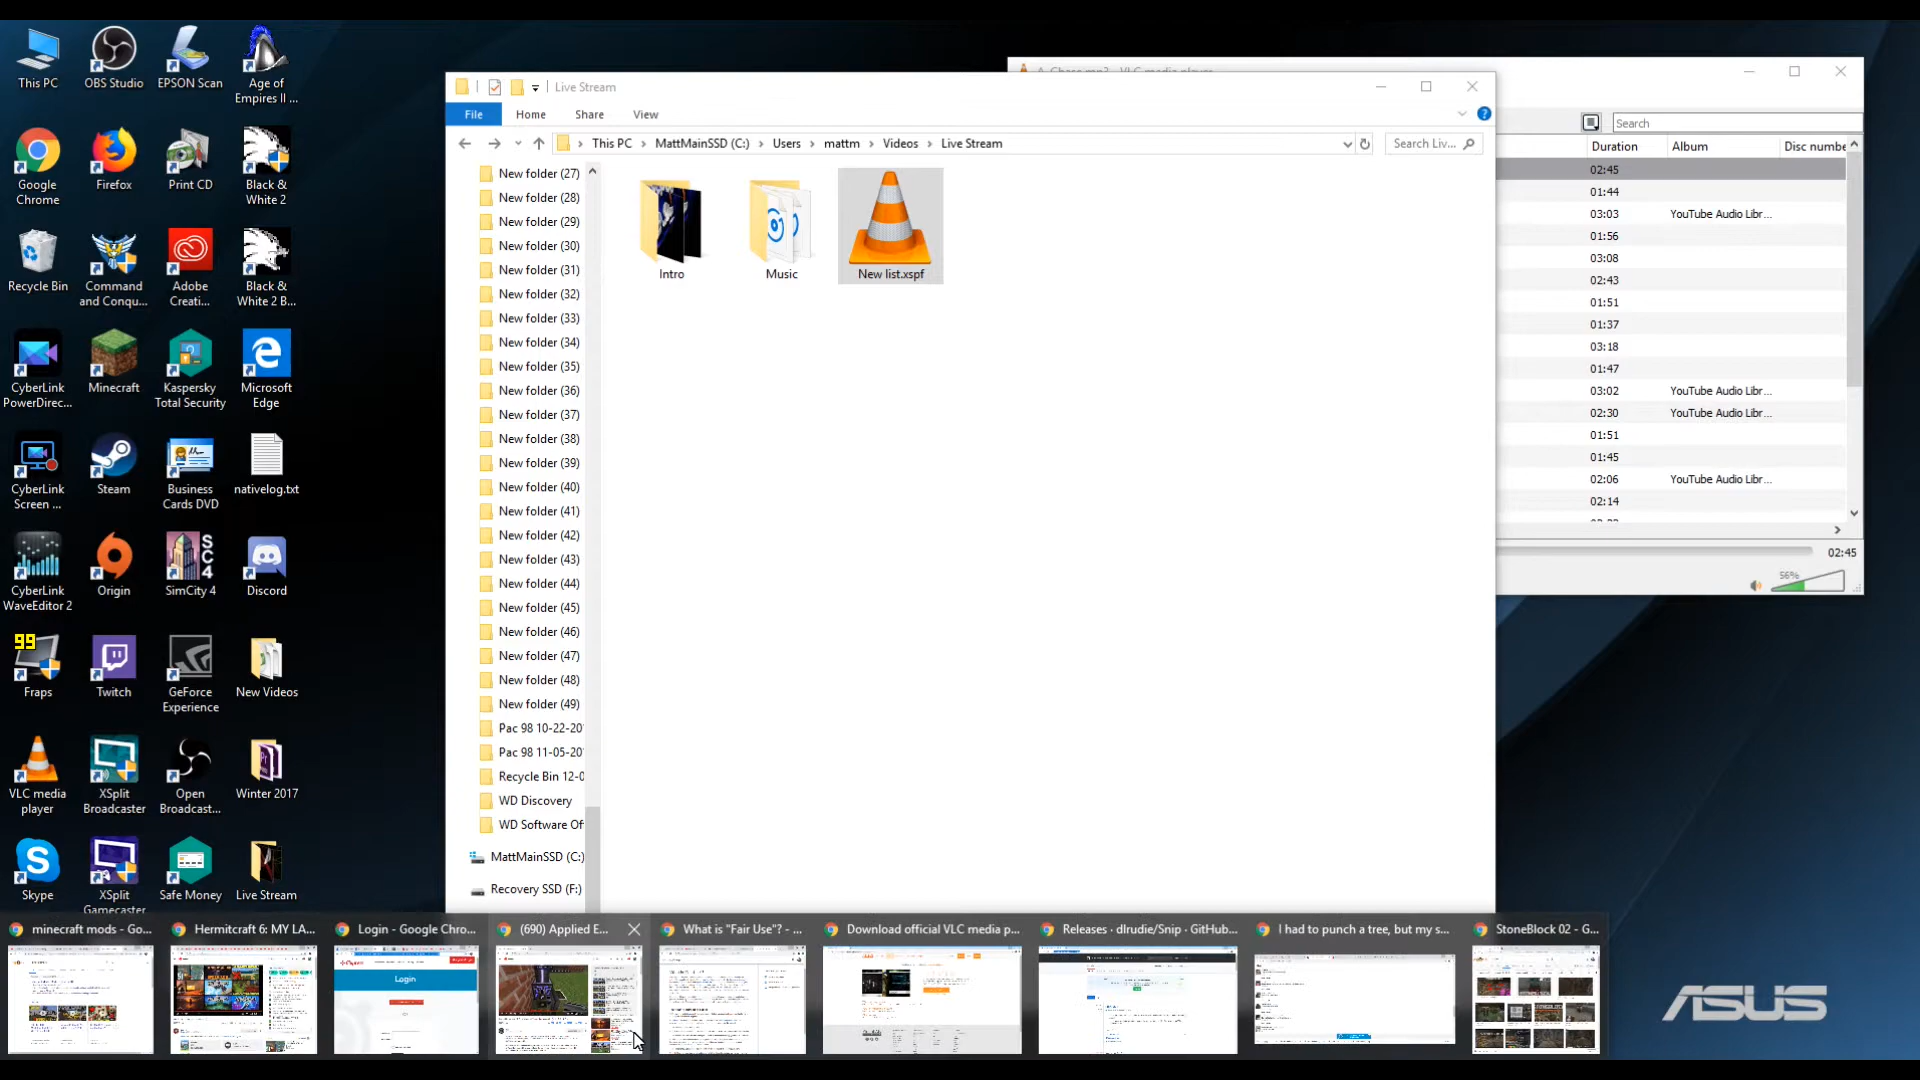 This PC
OBS Studio
EPSON Scan
Age of
Empires II ...
Google
Chrome
Firefox
Print CD
Black &
White 2
Recycle Bin
Command
and Conqu...
Adobe
Creati...
Black &
White 2 B...
CyberLink
PowerDirec...
Minecraft
Kaspersky
Total Security
Microsoft
Edge
CyberLink
Screen ...
Steam
Business
Cards DVD
nativelog.txt
CyberLink
WaveEditor 2
Origin
SC4
SimCity 4
Discord
99
Fraps
Twitch
GeForce
Experience
New Videos
VLC media
player
XSplit
Broadcaster
Open
Broadcast...
Winter 2017
Skype
XSplit
Gamecaster
Safe Money
Live Stream
Live Stream
File
Home
Share
View
This PC > MattMainSSD (C:) > Users > mattm > Videos > Live Stream
Search Liv...
New folder (27)
New folder (28)
New folder (29)
New folder (30)
New folder (31)
New folder (32)
New folder (33)
New folder (34)
New folder (35)
New folder (36)
New folder (37)
New folder (38)
New folder (39)
New folder (40)
New folder (41)
New folder (42)
New folder (43)
New folder (44)
New folder (45)
New folder (46)
New folder (47)
New folder (48)
New folder (49)
Pac 98 10-22-20
Pac 98 11-05-20
Recycle Bin 12-0
WD Discovery
WD Software Of
MattMainSSD (C:)
Recovery SSD (F:)
Intro
Music
New list.xspf
VLC media player
Search
Duration Album Disc numbe
02:45
01:44
03:03 YouTube Audio Libr...
01:56
03:08
02:43
01:51
01:37
03:18
01:47
03:02 YouTube Audio Libr...
02:30 YouTube Audio Libr...
01:51
01:45
02:06 YouTube Audio Libr...
02:14
02:45
56%
minecraft mods - Go...
Hermitcraft 6: MY LA...
Login - Google Chro...
(690) Applied E...
What is "Fair Use"? - ...
Download official VLC media p...
Releases · dlrudie/Snip · GitHub...
I had to punch a tree, but my s...
StoneBlock 02 - G...
Login
ASUS